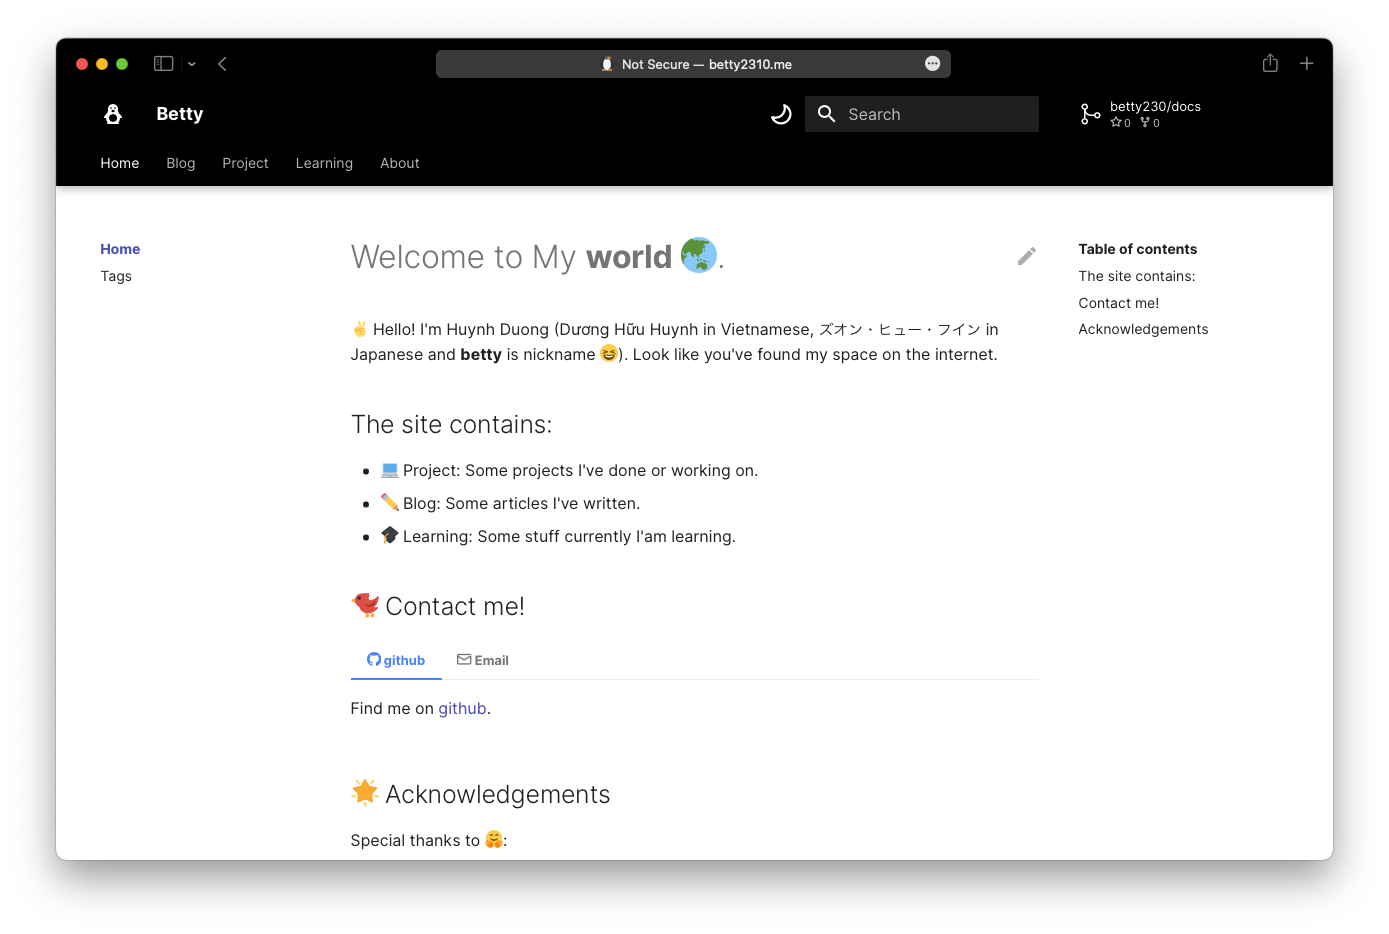 Not Secure — betty2310.me
Betty
Search
betty230/docs
0 0
Home Blog Project Learning About
Home
Tags
Welcome to My world 🌏.
✌️ Hello! I'm Huynh Duong (Dương Hữu Huynh in Vietnamese, ズオン・ヒュー・フイン in
Japanese and betty is nickname 😆). Look like you've found my space on the internet.
The site contains:
💻 Project: Some projects I've done or working on.
✏️ Blog: Some articles I've written.
🎓 Learning: Some stuff currently I'am learning.
Contact me!
github Email
Find me on github.
🌟 Acknowledgements
Special thanks to 🤗:
Table of contents
The site contains:
Contact me!
Acknowledgements